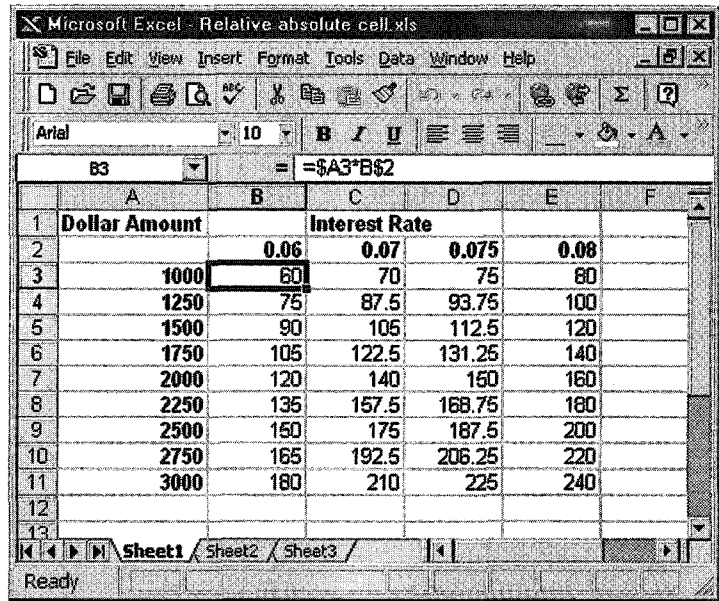 Microsoft Excel - Relative absolute cell.xls
File Edit View Insert Format Tools Data Window Help
ABC Σ ?
Arial 10 B I U A
B3 = =$A3*B$2
A B C D E F
1 Dollar Amount Interest Rate
2 0.06 0.07 0.075 0.08
3 1000 60 70 75 80
4 1250 75 87.5 93.75 100
5 1500 90 105 112.5 120
6 1750 105 122.5 131.25 140
7 2000 120 140 150 160
8 2250 135 157.5 168.75 180
9 2500 150 175 187.5 200
10 2750 165 192.5 206.25 220
11 3000 180 210 225 240
12
13
Sheet1 Sheet2 Sheet3
Ready